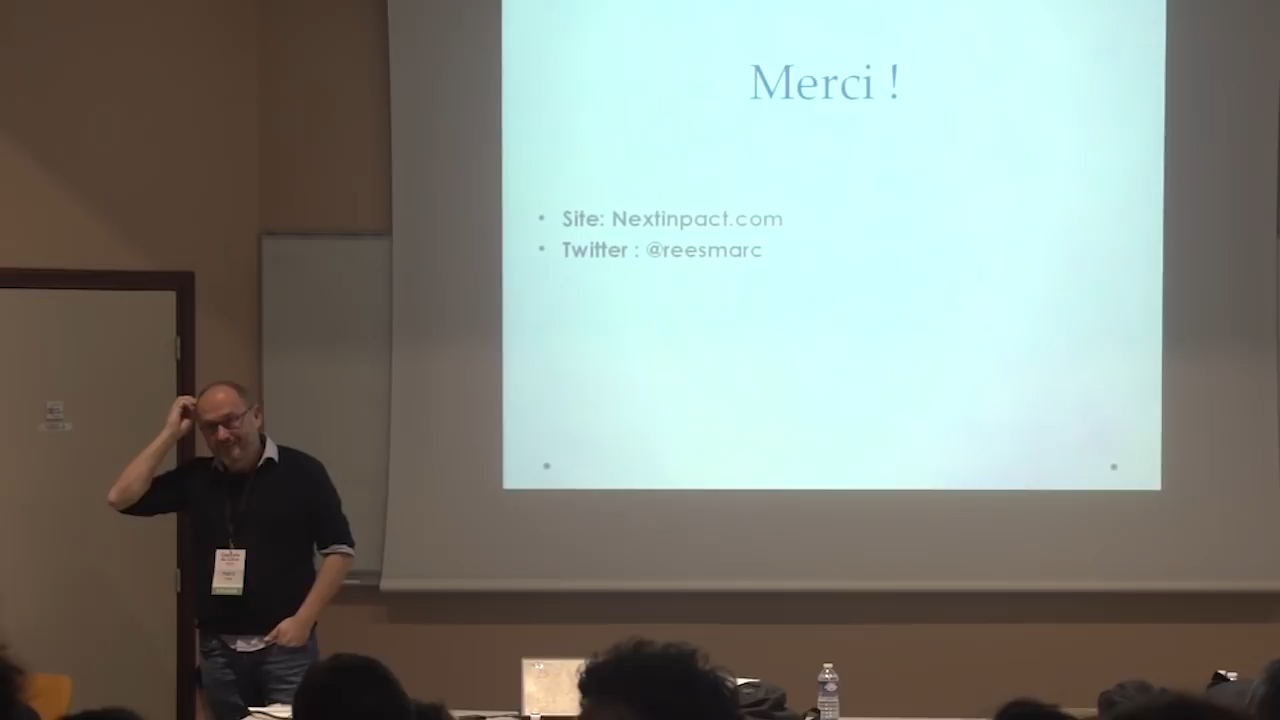 Merci !
• Site: Nextinpact.com
• Twitter : @reesmarc